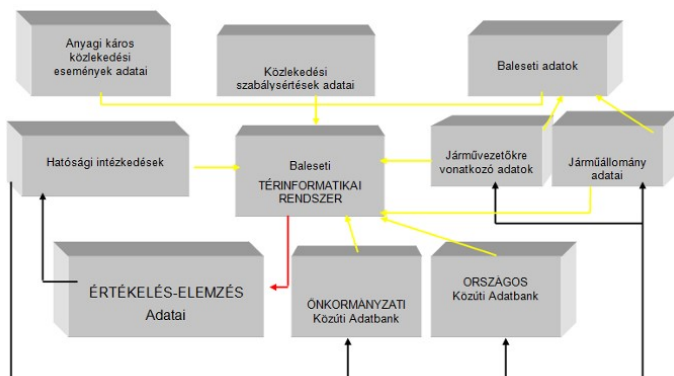 Anyagi káros
közlekedési
események adatai
Közlekedési
szabálysértések adatai
Baleseti adatok
Hatósági intézkedések
Baleseti
TÉRINFORMATIKAI
RENDSZER
Járművezetőkre
vonatkozó adatok
Járműállomány
adatai
ÉRTÉKELÉS-ELEMZÉS
Adatai
ÖNKORMÁNYZATI
Közúti Adatbank
ORSZÁGOS
Közúti Adatbank